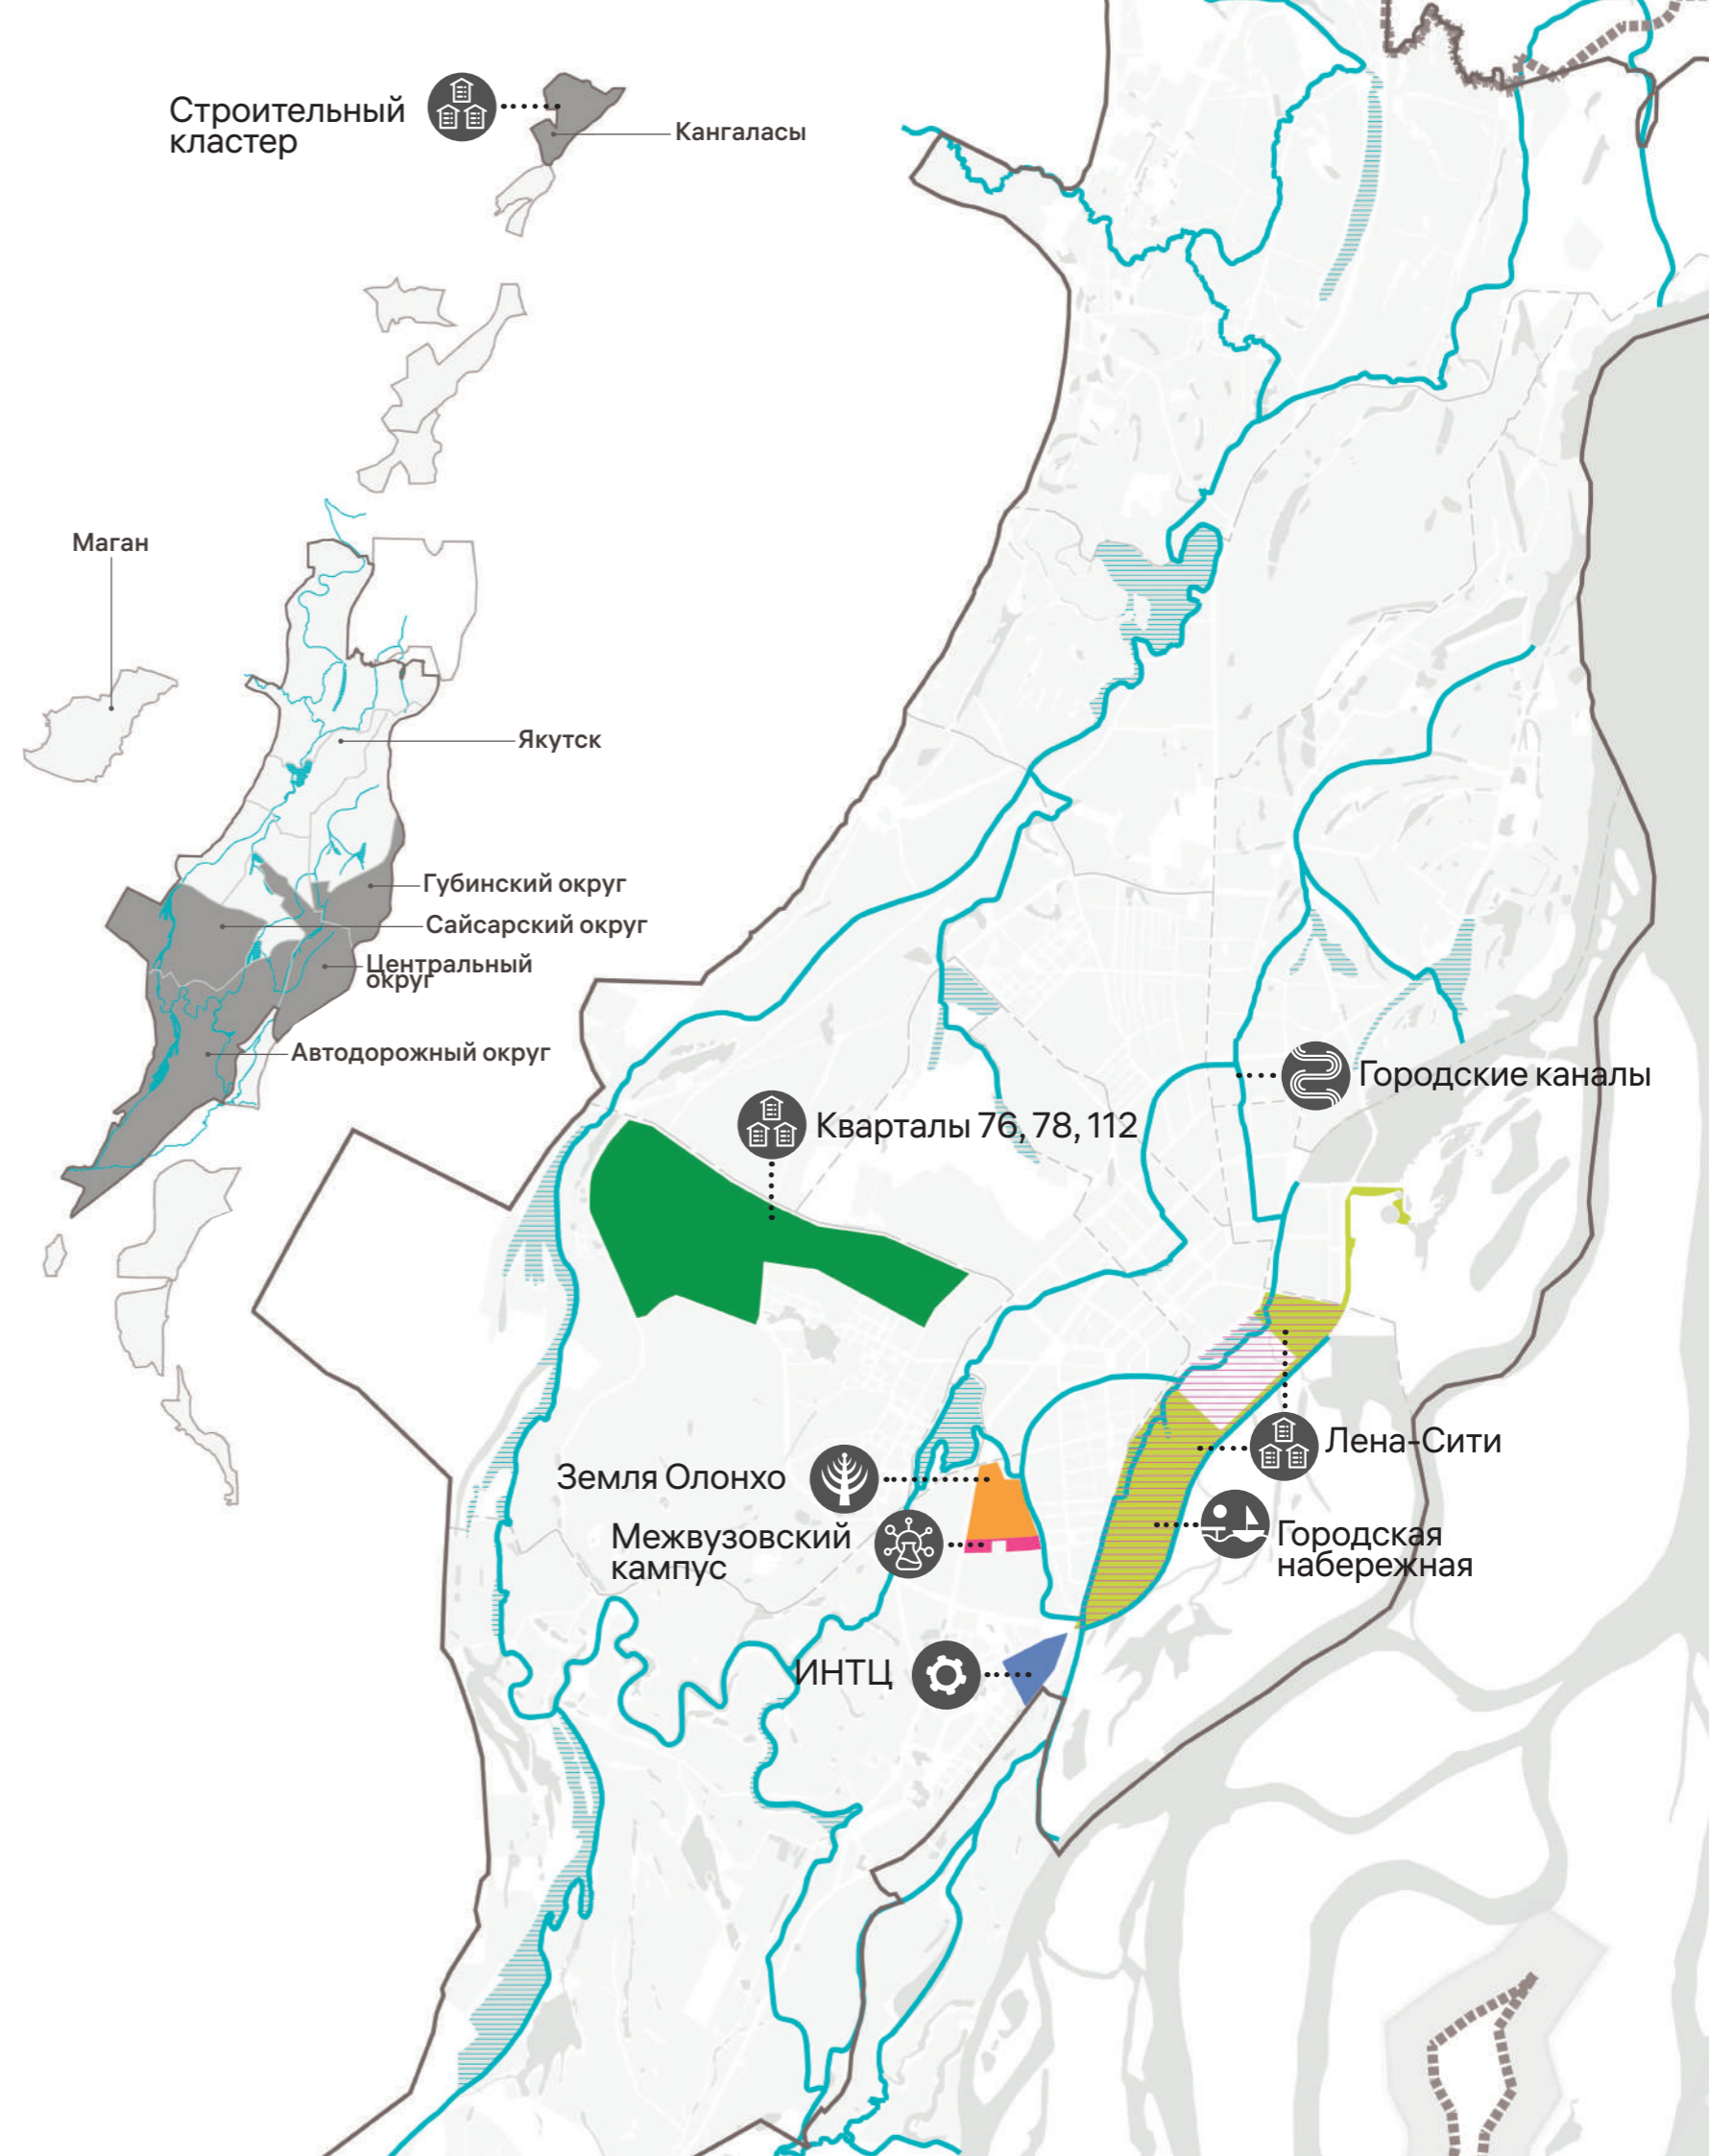 Строительный
кластер
Кангаласы
Маган
Якутск
Губинский округ
Сайсарский округ
Центральный
округ
Автодорожный округ
Городские каналы
Кварталы 76, 78, 112
Лена-Сити
Земля Олонхо
Межвузовский
кампус
Городская
набережная
ИНТЦ